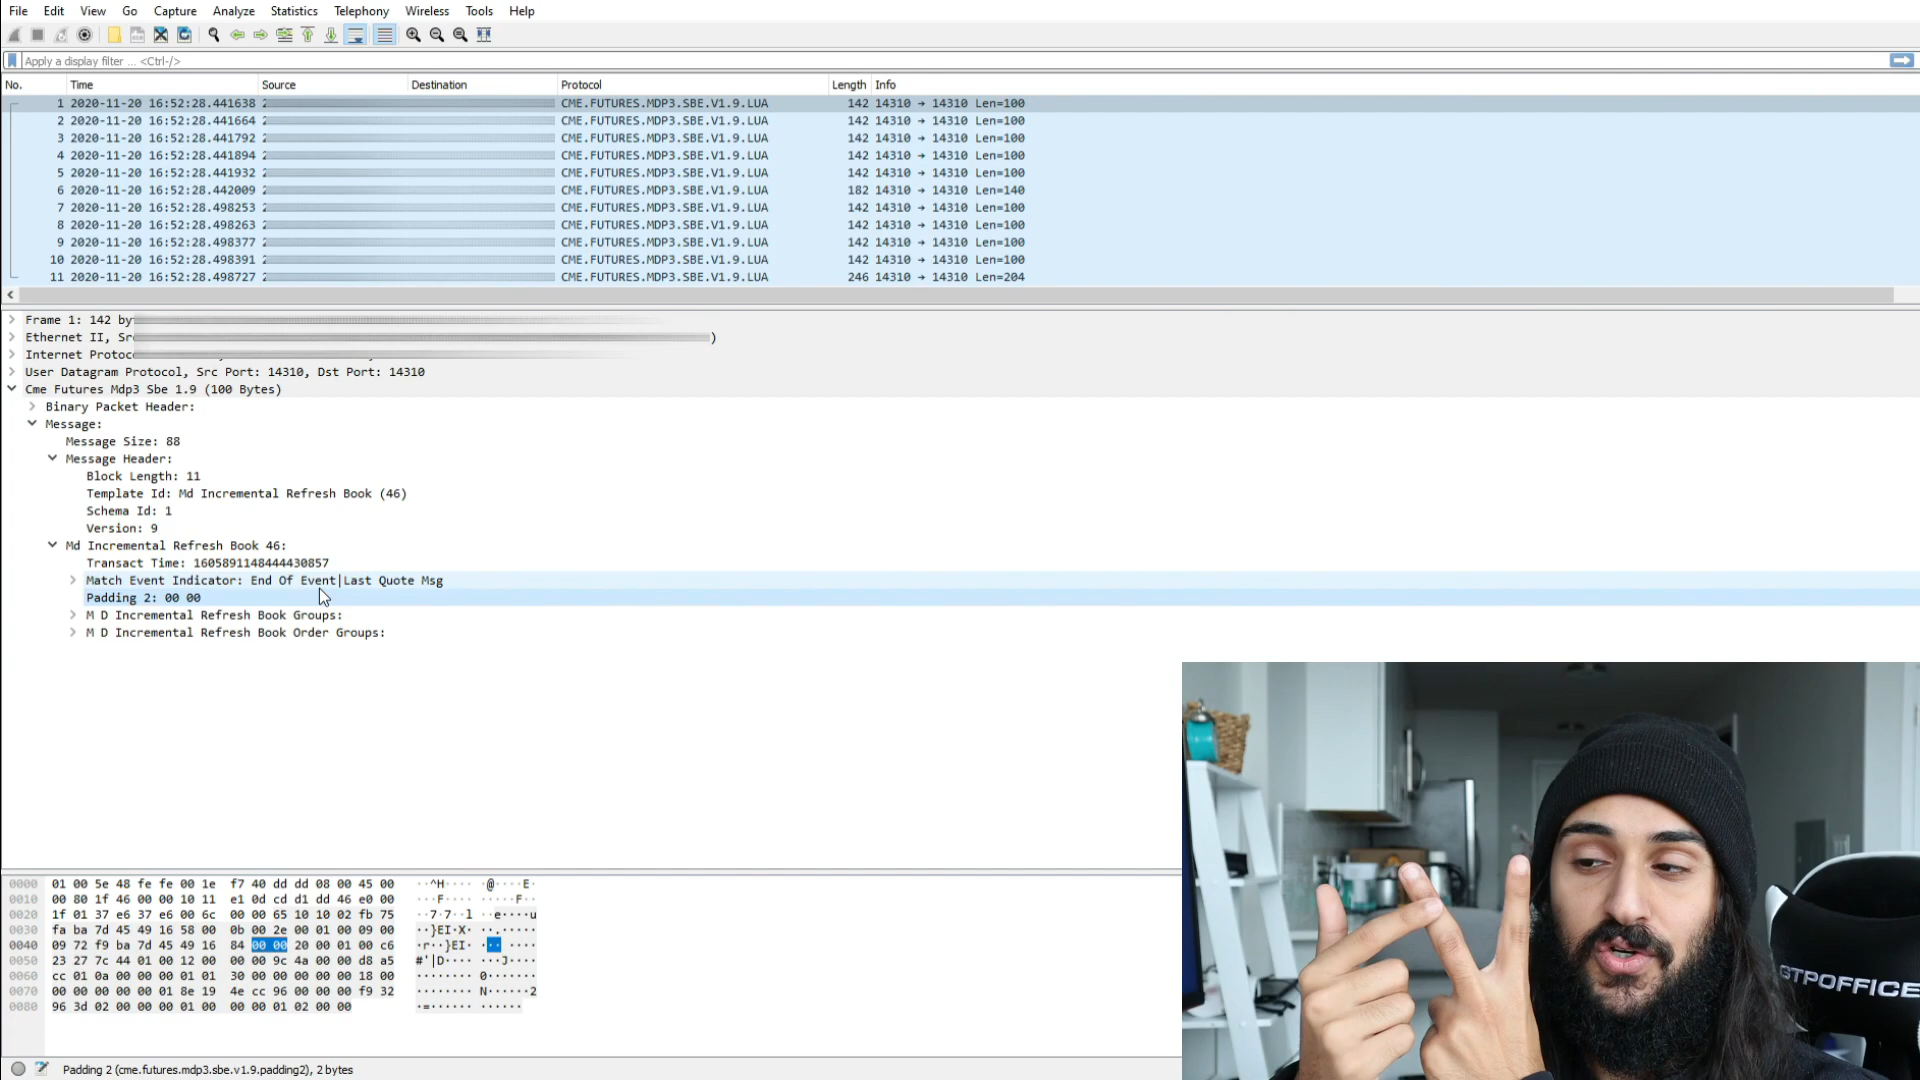 File Edit View Go Capture Analyze Statistics Telephony Wireless Tools Help
Apply a display filter ... <Ctrl-/>
No. Time Source Destination Protocol Length Info
1 2020-11-20 16:52:28.441638 2 CME.FUTURES.MDP3.SBE.V1.9.LUA 142 14310 → 14310 Len=100
2 2020-11-20 16:52:28.441664 2 CME.FUTURES.MDP3.SBE.V1.9.LUA 142 14310 → 14310 Len=100
3 2020-11-20 16:52:28.441792 2 CME.FUTURES.MDP3.SBE.V1.9.LUA 142 14310 → 14310 Len=100
4 2020-11-20 16:52:28.441894 2 CME.FUTURES.MDP3.SBE.V1.9.LUA 142 14310 → 14310 Len=100
5 2020-11-20 16:52:28.441932 2 CME.FUTURES.MDP3.SBE.V1.9.LUA 142 14310 → 14310 Len=100
6 2020-11-20 16:52:28.442009 2 CME.FUTURES.MDP3.SBE.V1.9.LUA 182 14310 → 14310 Len=140
7 2020-11-20 16:52:28.498253 2 CME.FUTURES.MDP3.SBE.V1.9.LUA 142 14310 → 14310 Len=100
8 2020-11-20 16:52:28.498263 2 CME.FUTURES.MDP3.SBE.V1.9.LUA 142 14310 → 14310 Len=100
9 2020-11-20 16:52:28.498377 2 CME.FUTURES.MDP3.SBE.V1.9.LUA 142 14310 → 14310 Len=100
10 2020-11-20 16:52:28.498391 2 CME.FUTURES.MDP3.SBE.V1.9.LUA 142 14310 → 14310 Len=100
11 2020-11-20 16:52:28.498727 2 CME.FUTURES.MDP3.SBE.V1.9.LUA 246 14310 → 14310 Len=204
Frame 1: 142 by
Ethernet II, Sr )
Internet Protoc
User Datagram Protocol, Src Port: 14310, Dst Port: 14310
Cme Futures Mdp3 Sbe 1.9 (100 Bytes)
Binary Packet Header:
Message:
Message Size: 88
Message Header:
Block Length: 11
Template Id: Md Incremental Refresh Book (46)
Schema Id: 1
Version: 9
Md Incremental Refresh Book 46:
Transact Time: 1605891148444430857
Match Event Indicator: End Of Event|Last Quote Msg
Padding 2: 00 00
M D Incremental Refresh Book Groups:
M D Incremental Refresh Book Order Groups:
0000 01 00 5e 48 fe fe 00 1e f7 40 dd dd 08 00 45 00 ··^H···· ·@····E·
0010 00 80 1f 46 00 00 10 11 e1 0d cd d1 dd 46 e0 00 ···F···· ·····F··
0020 1f 01 37 e6 37 e6 00 6c 00 00 65 10 10 02 fb 75 ··7·7··l ··e····u
0030 fa ba 7d 45 49 16 58 00 0b 00 2e 00 01 00 09 00 ··}EI·X· ··.·····
0040 09 72 f9 ba 7d 45 49 16 84 00 00 20 00 01 00 c6 ·r··}EI· ··· ····
0050 23 27 7c 44 01 00 12 00 00 00 9c 4a 00 00 d8 a5 #'|D···· ···J····
0060 cc 01 0a 00 00 00 01 01 30 00 00 00 00 00 18 00 ········ 0·······
0070 00 00 00 00 00 01 8e 19 4e cc 96 00 00 00 f9 32 ········ N······2
0080 96 3d 02 00 00 00 01 00 00 00 01 02 00 00 ·=······ ······
GTPOFFICE
Padding 2 (cme.futures.mdp3.sbe.v1.9.padding2), 2 bytes